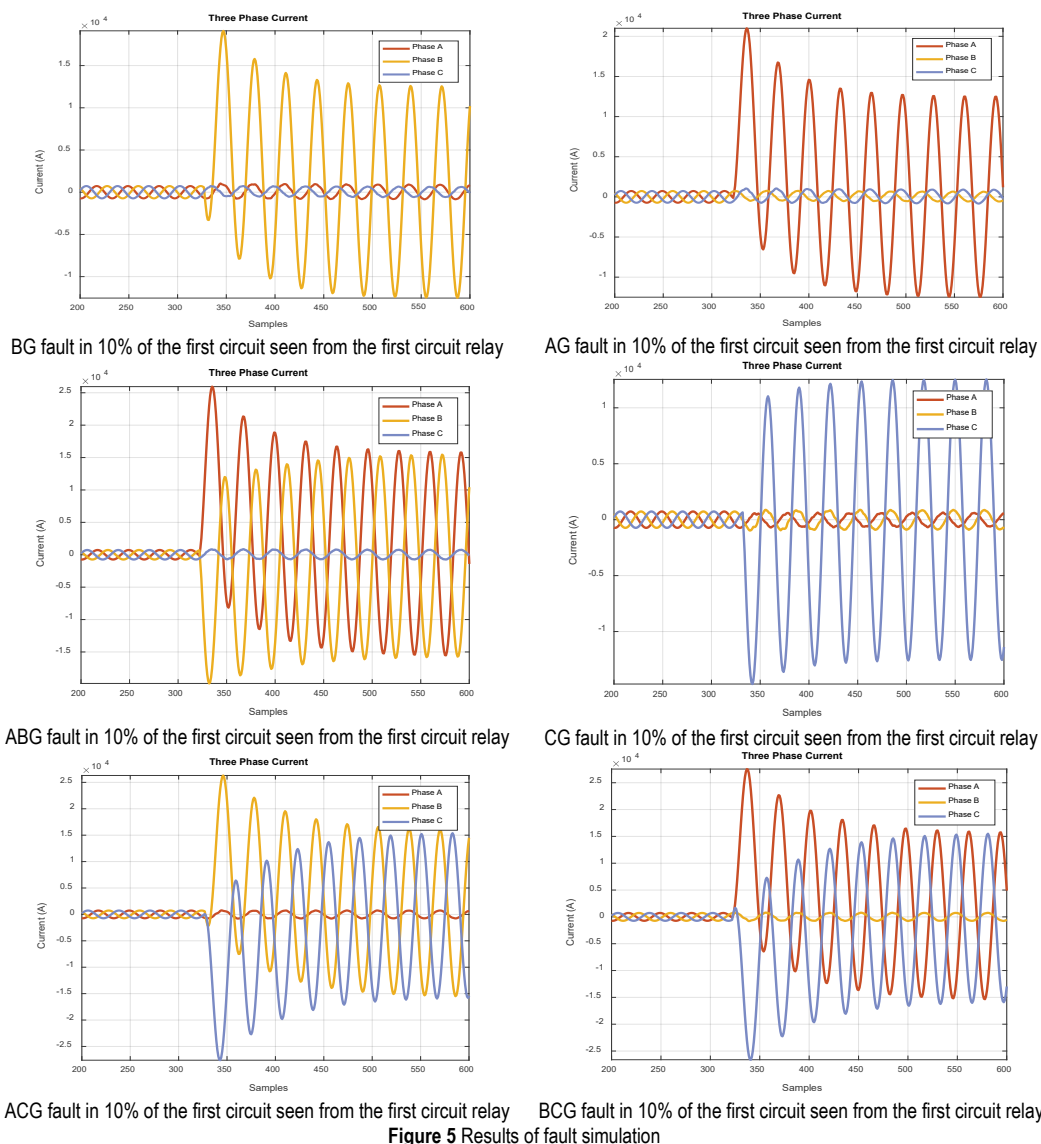 Three Phase Current
× 10 4
Phase A
Phase B
Phase C
1.5
1
0.5
0
-0.5
-1
Current (A)
200 250 300 350 400 450 500 550 600
Samples
BG fault in 10% of the first circuit seen from the first circuit relay
Three Phase Current
× 10 4
Phase A
Phase B
Phase C
2
1.5
1
0.5
0
-0.5
-1
Current (A)
200 250 300 350 400 450 500 550 600
Samples
AG fault in 10% of the first circuit seen from the first circuit relay
Three Phase Current
× 10 4
Phase A
Phase B
Phase C
2.5
2
1.5
1
0.5
0
-0.5
-1
-1.5
Current (A)
200 250 300 350 400 450 500 550 600
Samples
ABG fault in 10% of the first circuit seen from the first circuit relay
Three Phase Current
× 10 4
Phase A
Phase B
Phase C
1
0.5
0
-0.5
-1
Current (A)
200 250 300 350 400 450 500 550 600
Samples
CG fault in 10% of the first circuit seen from the first circuit relay
Three Phase Current
× 10 4
Phase A
Phase B
Phase C
2.5
2
1.5
1
0.5
0
-0.5
-1
-1.5
-2
-2.5
Current (A)
200 250 300 350 400 450 500 550 600
Samples
ACG fault in 10% of the first circuit seen from the first circuit relay
Three Phase Current
× 10 4
Phase A
Phase B
Phase C
2.5
2
1.5
1
0.5
0
-0.5
-1
-1.5
-2
-2.5
Current (A)
200 250 300 350 400 450 500 550 600
Samples
BCG fault in 10% of the first circuit seen from the first circuit relay
Figure 5 Results of fault simulation